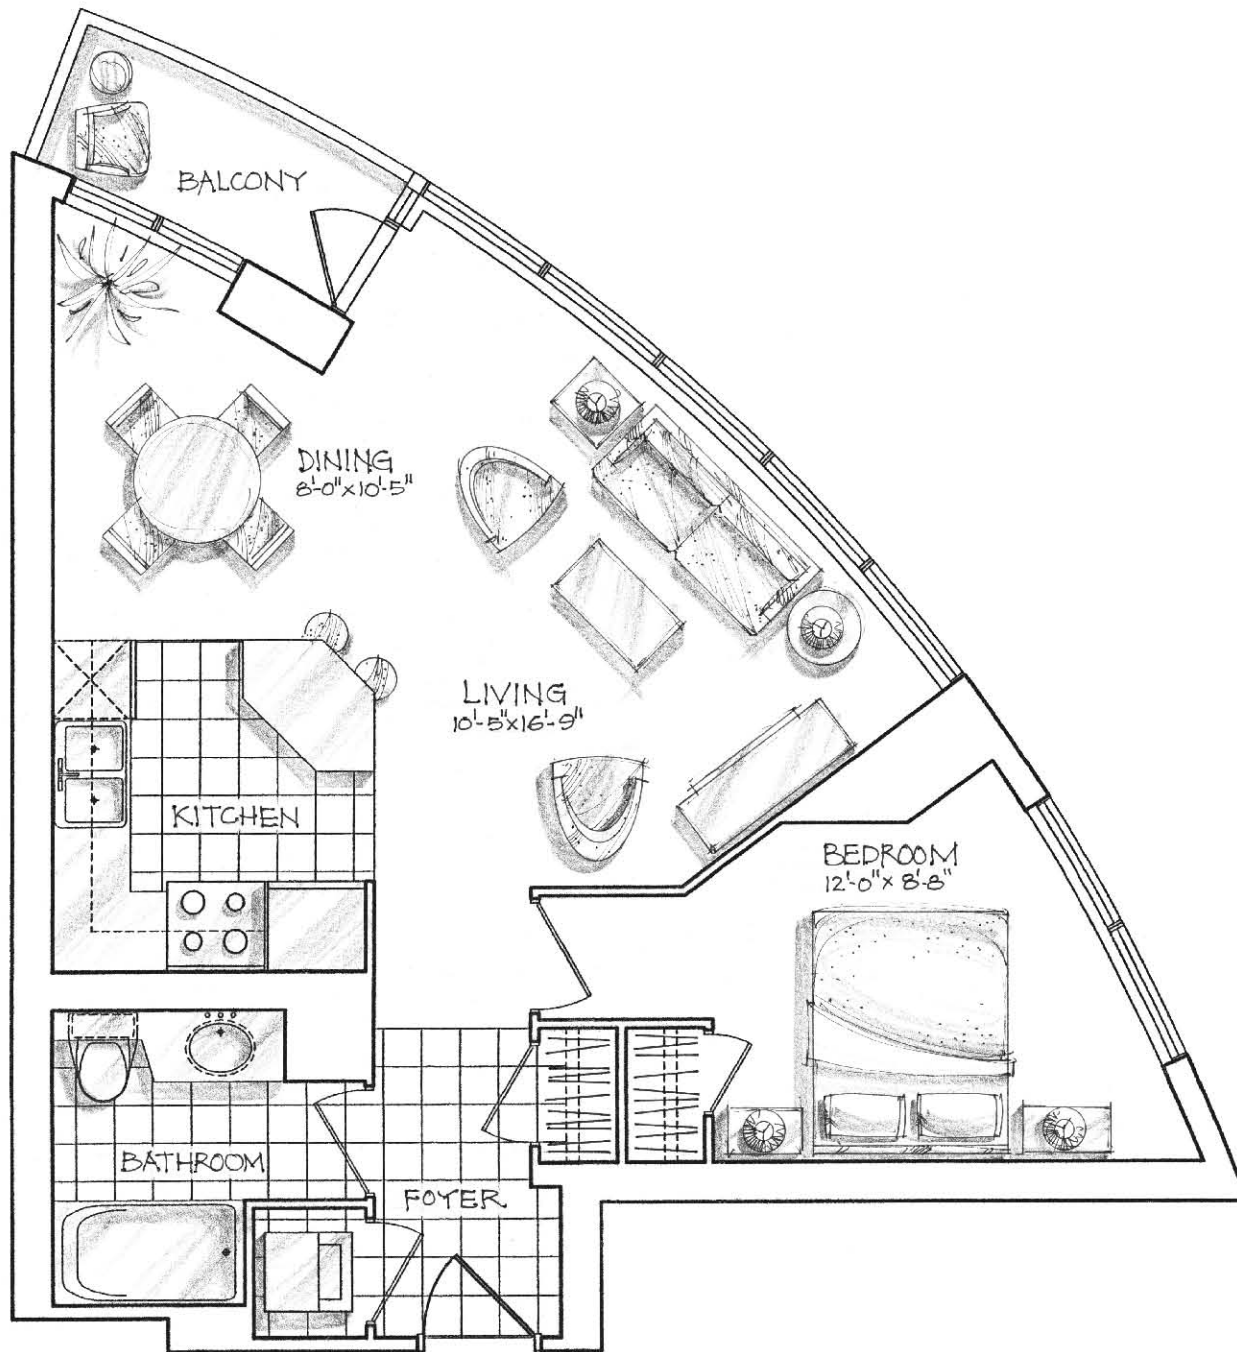 BALCONY
DINING
8'-0"x10'-5"
LIVING
10'-5"x16'-9"
KITCHEN
BEDROOM
12'-0"x 8'-8"
BATHROOM
FOYER